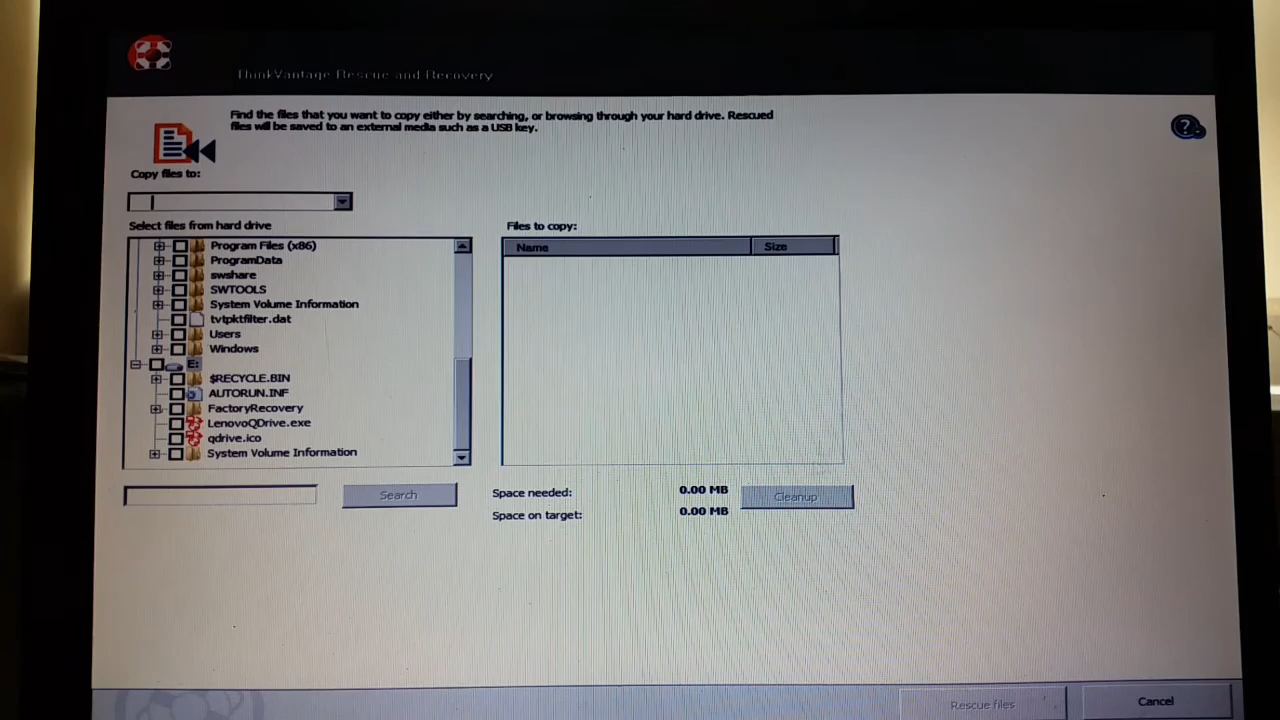 ThinkVantage Rescue and Recovery
Find the files that you want to copy either by searching, or browsing through your hard drive. Rescued
files will be saved to an external media such as a USB key.
?
Copy files to:
Select files from hard drive
Files to copy:
Program Files (x86)
ProgramData
swshare
SWTOOLS
System Volume Information
tvtpktfilter.dat
Users
Windows
E:
$RECYCLE.BIN
AUTORUN.INF
FactoryRecovery
LenovoQDrive.exe
qdrive.ico
System Volume Information
Name Size
Search
Space needed: 0.00 MB
Cleanup
Space on target: 0.00 MB
Rescue files
Cancel